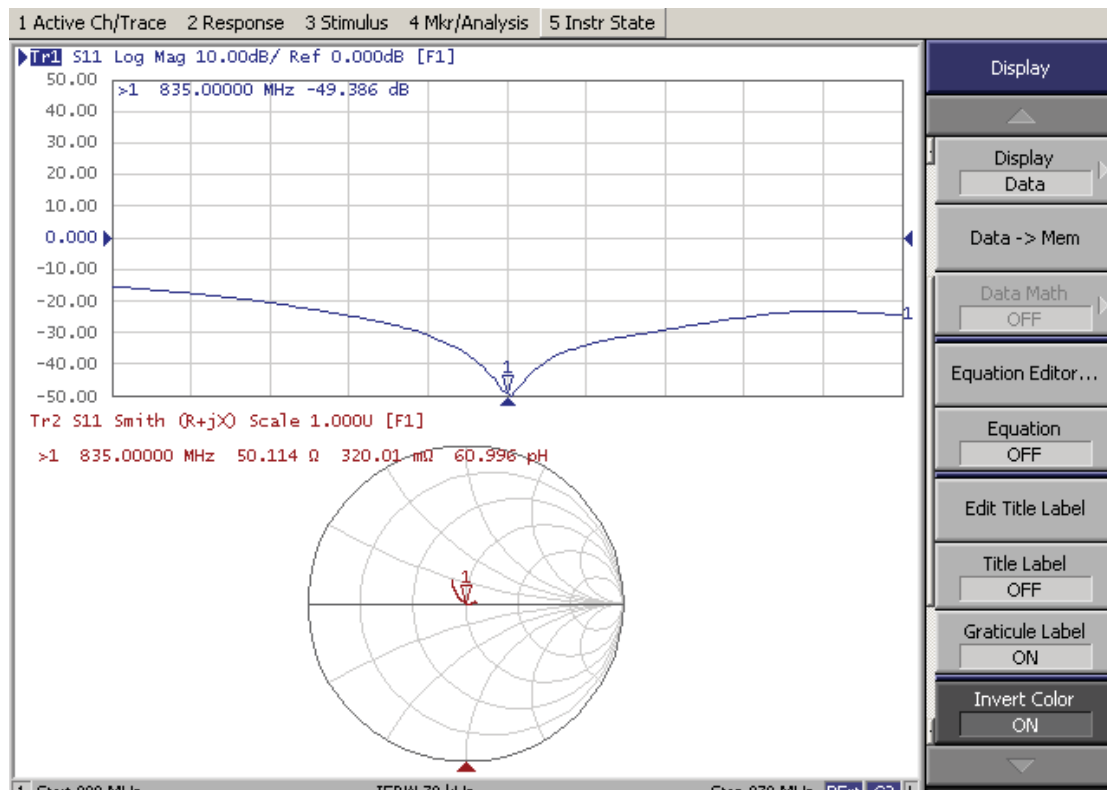 1 Active Ch/Trace 2 Response 3 Stimulus 4 Mkr/Analysis 5 Instr State
Tr1 S11 Log Mag 10.00dB/ Ref 0.000dB [F1]
50.00
>1 835.00000 MHz -49.386 dB
40.00
30.00
20.00
10.00
0.000
-10.00
-20.00
-30.00
-40.00
-50.00
1
1
Tr2 S11 Smith (R+jX) Scale 1.000U [F1]
>1 835.00000 MHz 50.114 Ω 320.01 mΩ 60.996 pH
1
Display
Display
Data
Data -> Mem
Data Math
OFF
Equation Editor...
Equation
OFF
Edit Title Label
Title Label
OFF
Graticule Label
ON
Invert Color
ON